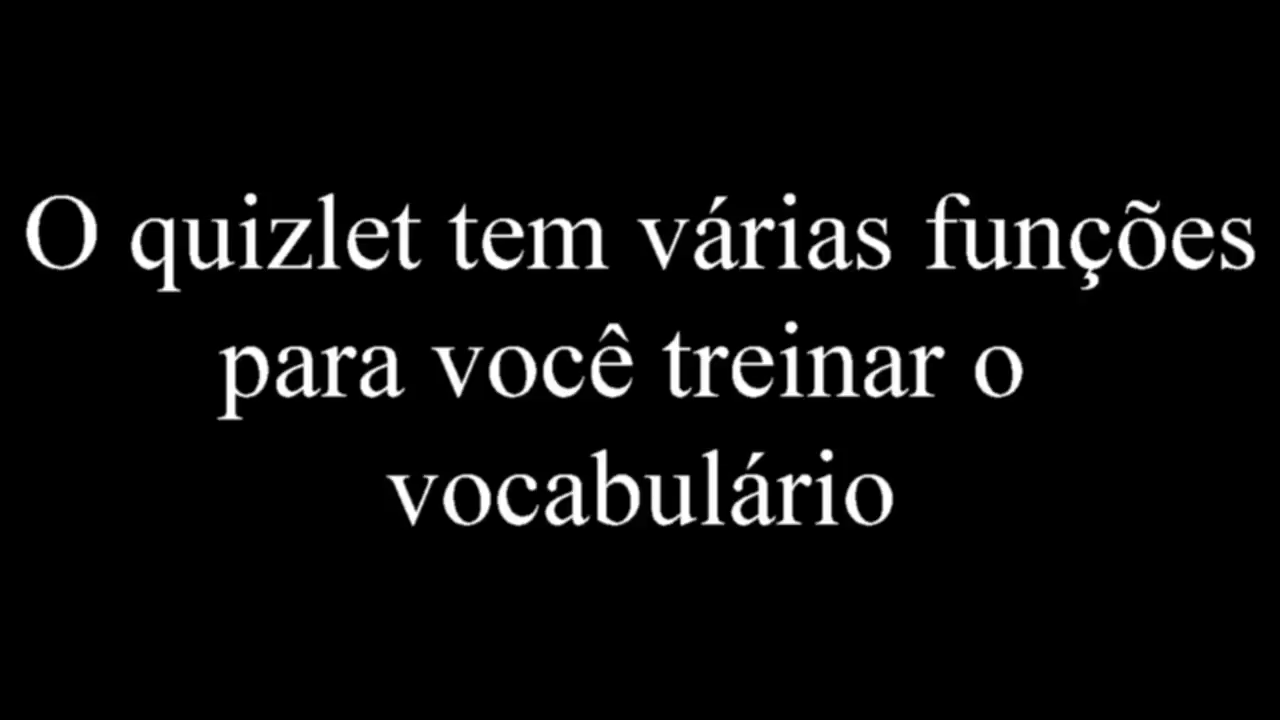 O quizlet tem várias funções
para você treinar o
vocabulário